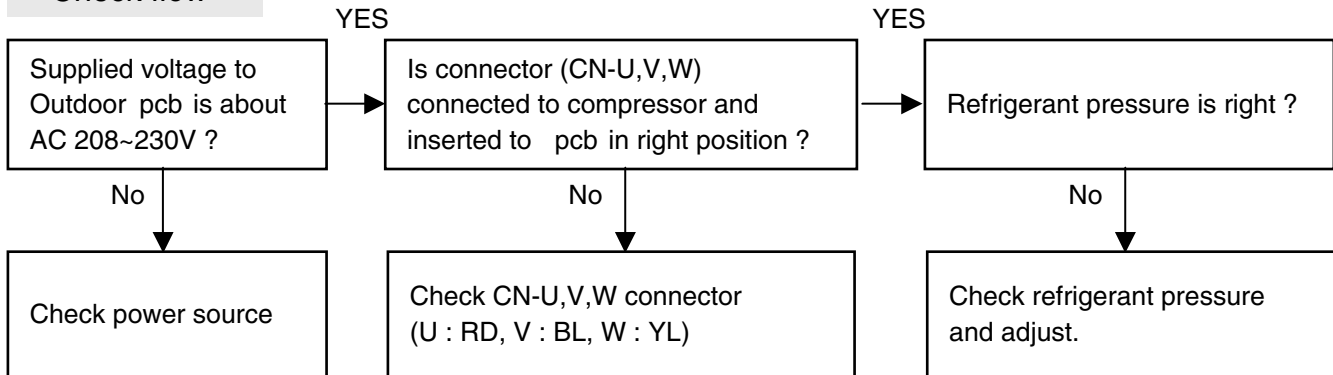 YES
YES
Supplied voltage to
Outdoor pcb is about
AC 208~230V ?
Is connector (CN-U,V,W)
connected to compressor and
inserted to pcb in right position ?
Refrigerant pressure is right ?
No
No
No
Check power source
Check CN-U,V,W connector
(U : RD, V : BL, W : YL)
Check refrigerant pressure
and adjust.